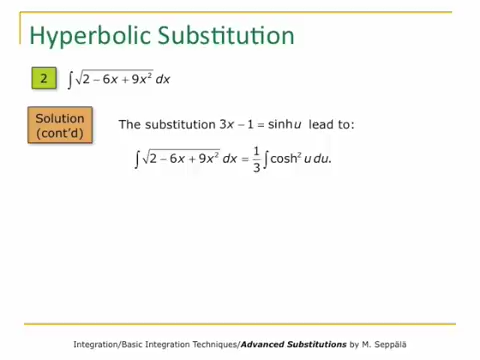 Hyperbolic Substitution
2 ∫√(2 − 6x + 9x²) dx
Solution
(cont'd)
The substitution 3x − 1 = sinh u lead to:
∫√(2 − 6x + 9x²) dx = 1/3 ∫cosh² u du.
Integration/Basic Integration Techniques/Advanced Substitutions by M. Seppälä